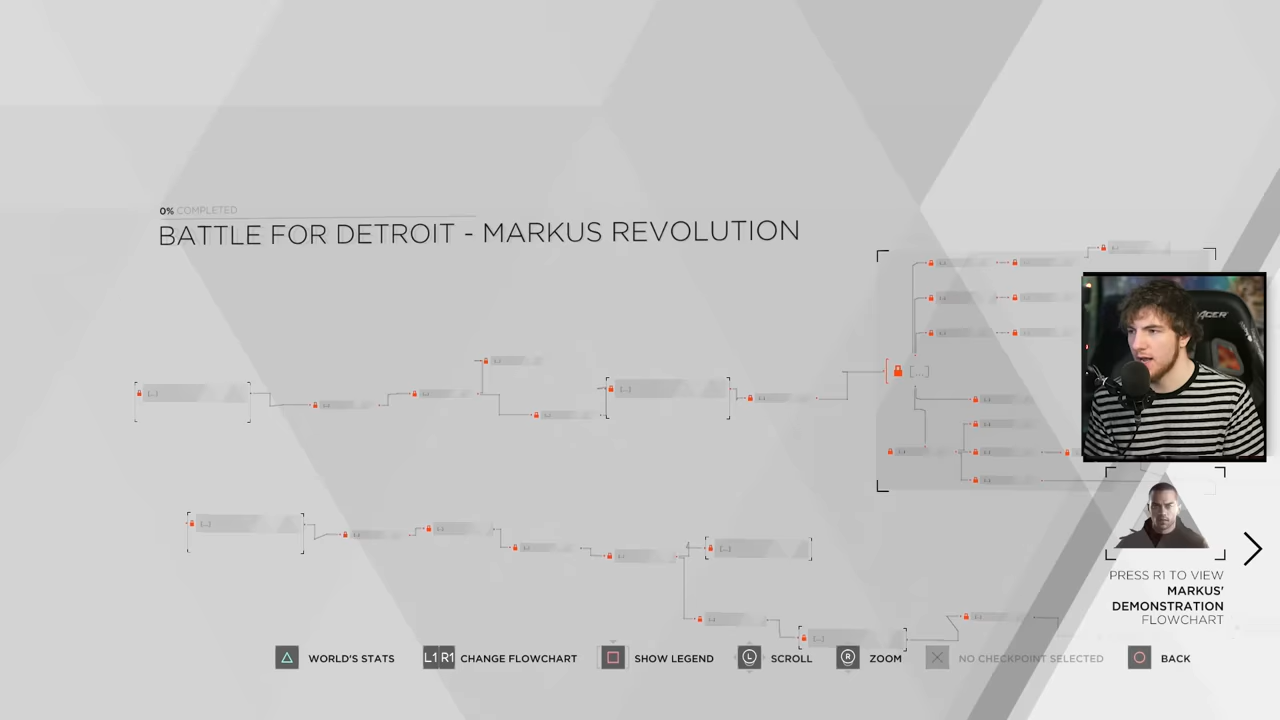 0% COMPLETED
BATTLE FOR DETROIT - MARKUS REVOLUTION
[...]
[...]
[...]
[...]
[...]
[...]
PRESS R1 TO VIEW
MARKUS'
DEMONSTRATION
FLOWCHART
WORLD'S STATS
L1 R1 CHANGE FLOWCHART
SHOW LEGEND
L SCROLL
R ZOOM
NO CHECKPOINT SELECTED
BACK